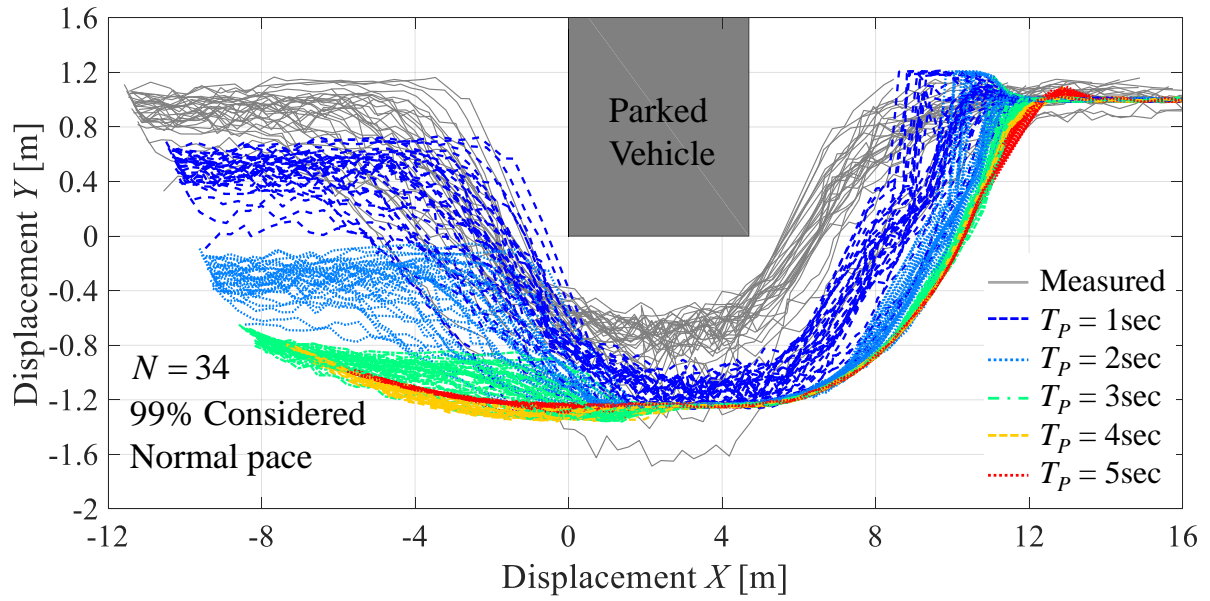 1.6
1.2
0.8
0.4
0
-0.4
-0.8
-1.2
-1.6
-2
Displacement Y [m]
Parked
Vehicle
N = 34
99% Considered
Normal pace
Measured
T_P = 1sec
T_P = 2sec
T_P = 3sec
T_P = 4sec
T_P = 5sec
-12 -8 -4 0 4 8 12 16
Displacement X [m]